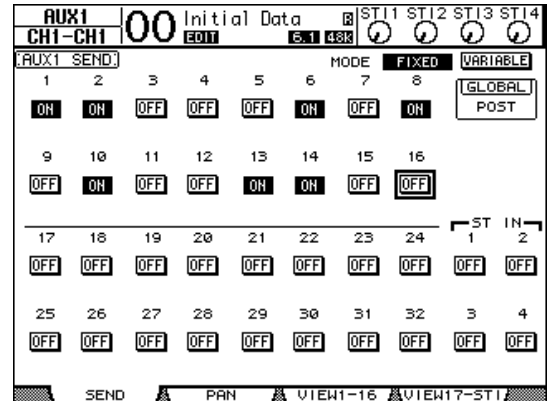 AUX1 00 Initial Data R STI1 STI2 STI3 STI4
CH1-CH1 EDIT 6.1 48K
AUX1 SEND MODE FIXED VARIABLE
1 2 3 4 5 6 7 8 GLOBAL
ON ON OFF OFF OFF ON OFF ON POST
9 10 11 12 13 14 15 16
OFF ON OFF OFF ON ON OFF OFF
ST IN
17 18 19 20 21 22 23 24 1 2
OFF OFF OFF OFF OFF OFF OFF OFF OFF OFF
25 26 27 28 29 30 31 32 3 4
OFF OFF OFF OFF OFF OFF OFF OFF OFF OFF
SEND PAN VIEW1-16 VIEW17-STI